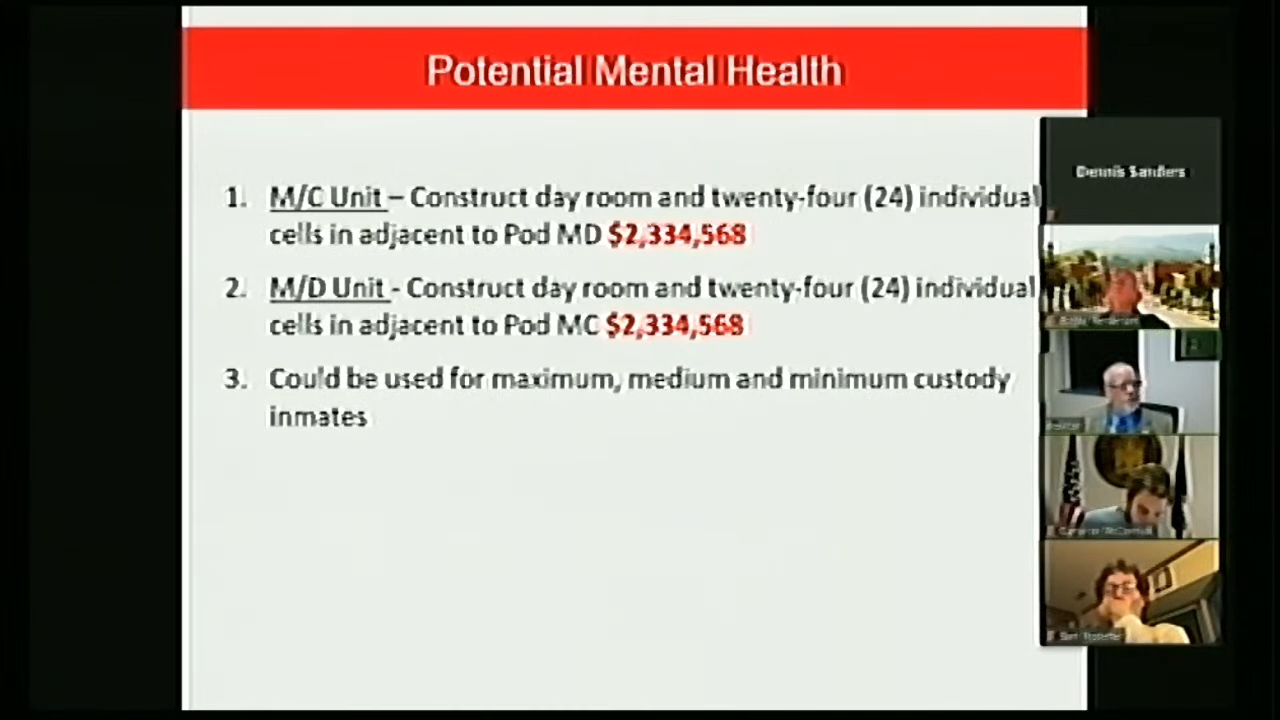 Potential Mental Health
1. M/C Unit – Construct day room and twenty-four (24) individual
cells in adjacent to Pod MD $2,334,568
2. M/D Unit - Construct day room and twenty-four (24) individual
cells in adjacent to Pod MC $2,334,568
3. Could be used for maximum, medium and minimum custody
inmates
Dennis Sanders